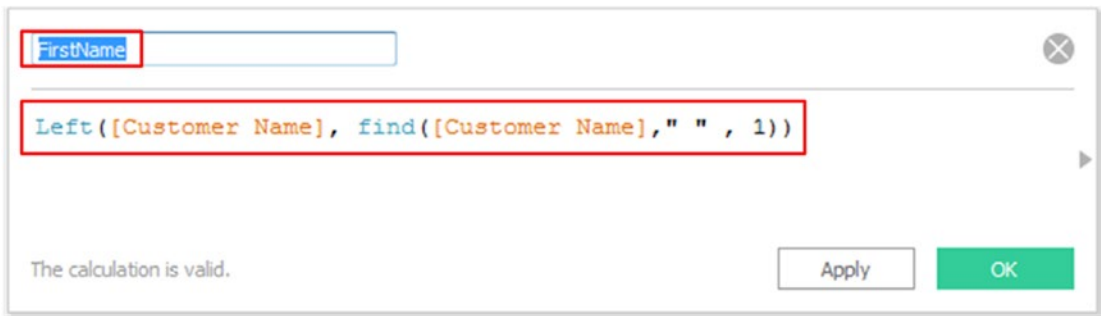 FirstName
Left([Customer Name], find([Customer Name]," " , 1))
The calculation is valid.
Apply
OK